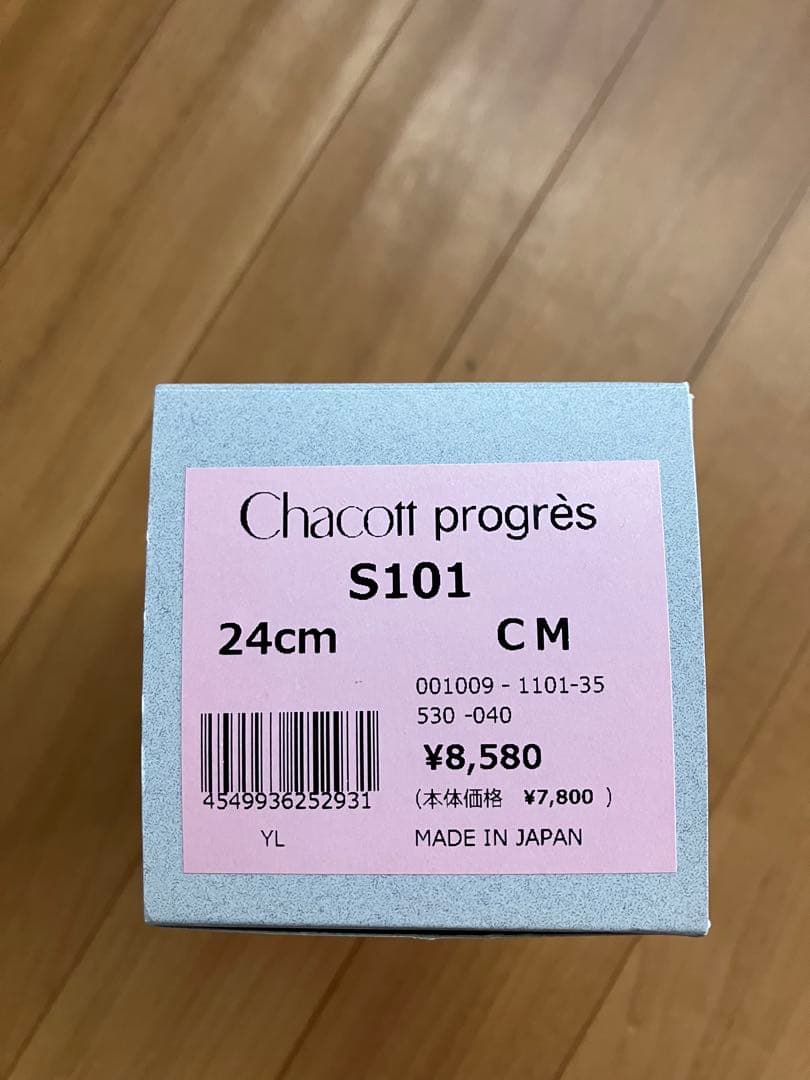 Chacott progrès
S101
24cm CM
001009 - 1101-35
530 -040
¥8,580
4549936252931 (本体価格 ¥7,800 )
YL MADE IN JAPAN